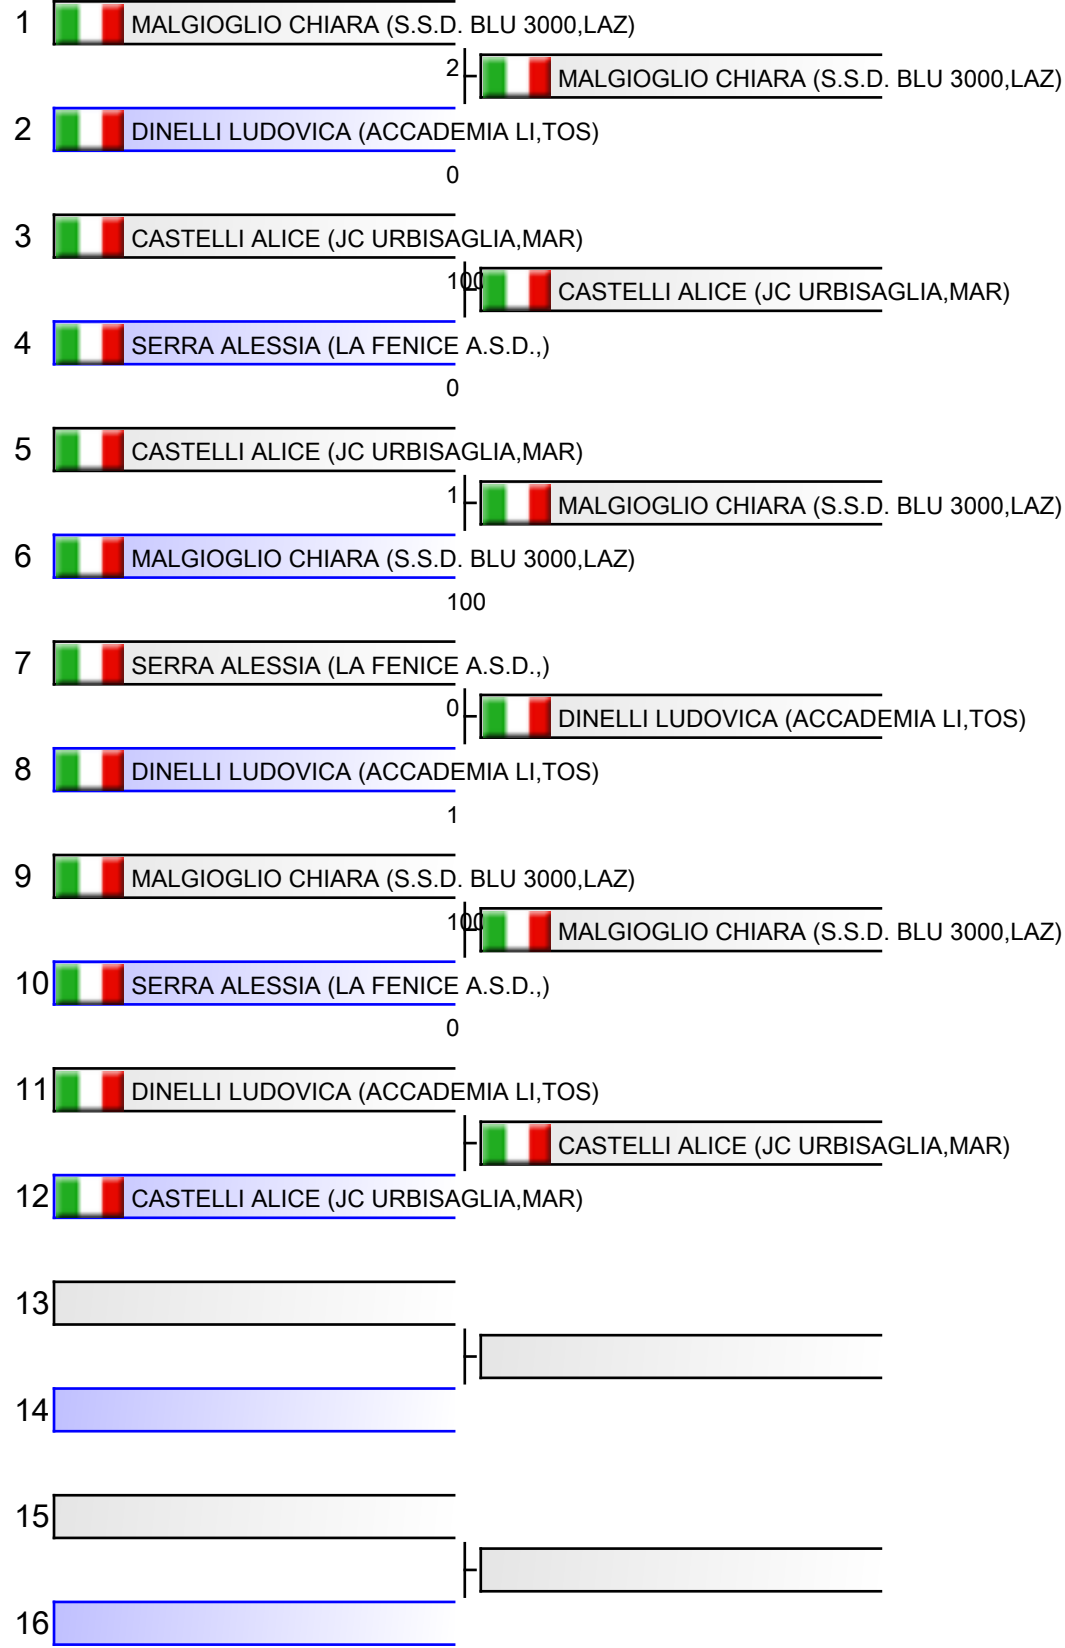 1 MALGIOGLIO CHIARA (S.S.D. BLU 3000,LAZ)
2 MALGIOGLIO CHIARA (S.S.D. BLU 3000,LAZ)
2 DINELLI LUDOVICA (ACCADEMIA LI,TOS)
0
3 CASTELLI ALICE (JC URBISAGLIA,MAR)
100 CASTELLI ALICE (JC URBISAGLIA,MAR)
4 SERRA ALESSIA (LA FENICE A.S.D.,)
0
5 CASTELLI ALICE (JC URBISAGLIA,MAR)
1 MALGIOGLIO CHIARA (S.S.D. BLU 3000,LAZ)
6 MALGIOGLIO CHIARA (S.S.D. BLU 3000,LAZ)
100
7 SERRA ALESSIA (LA FENICE A.S.D.,)
0 DINELLI LUDOVICA (ACCADEMIA LI,TOS)
8 DINELLI LUDOVICA (ACCADEMIA LI,TOS)
1
9 MALGIOGLIO CHIARA (S.S.D. BLU 3000,LAZ)
100 MALGIOGLIO CHIARA (S.S.D. BLU 3000,LAZ)
10 SERRA ALESSIA (LA FENICE A.S.D.,)
0
11 DINELLI LUDOVICA (ACCADEMIA LI,TOS)
CASTELLI ALICE (JC URBISAGLIA,MAR)
12 CASTELLI ALICE (JC URBISAGLIA,MAR)
13
14
15
16